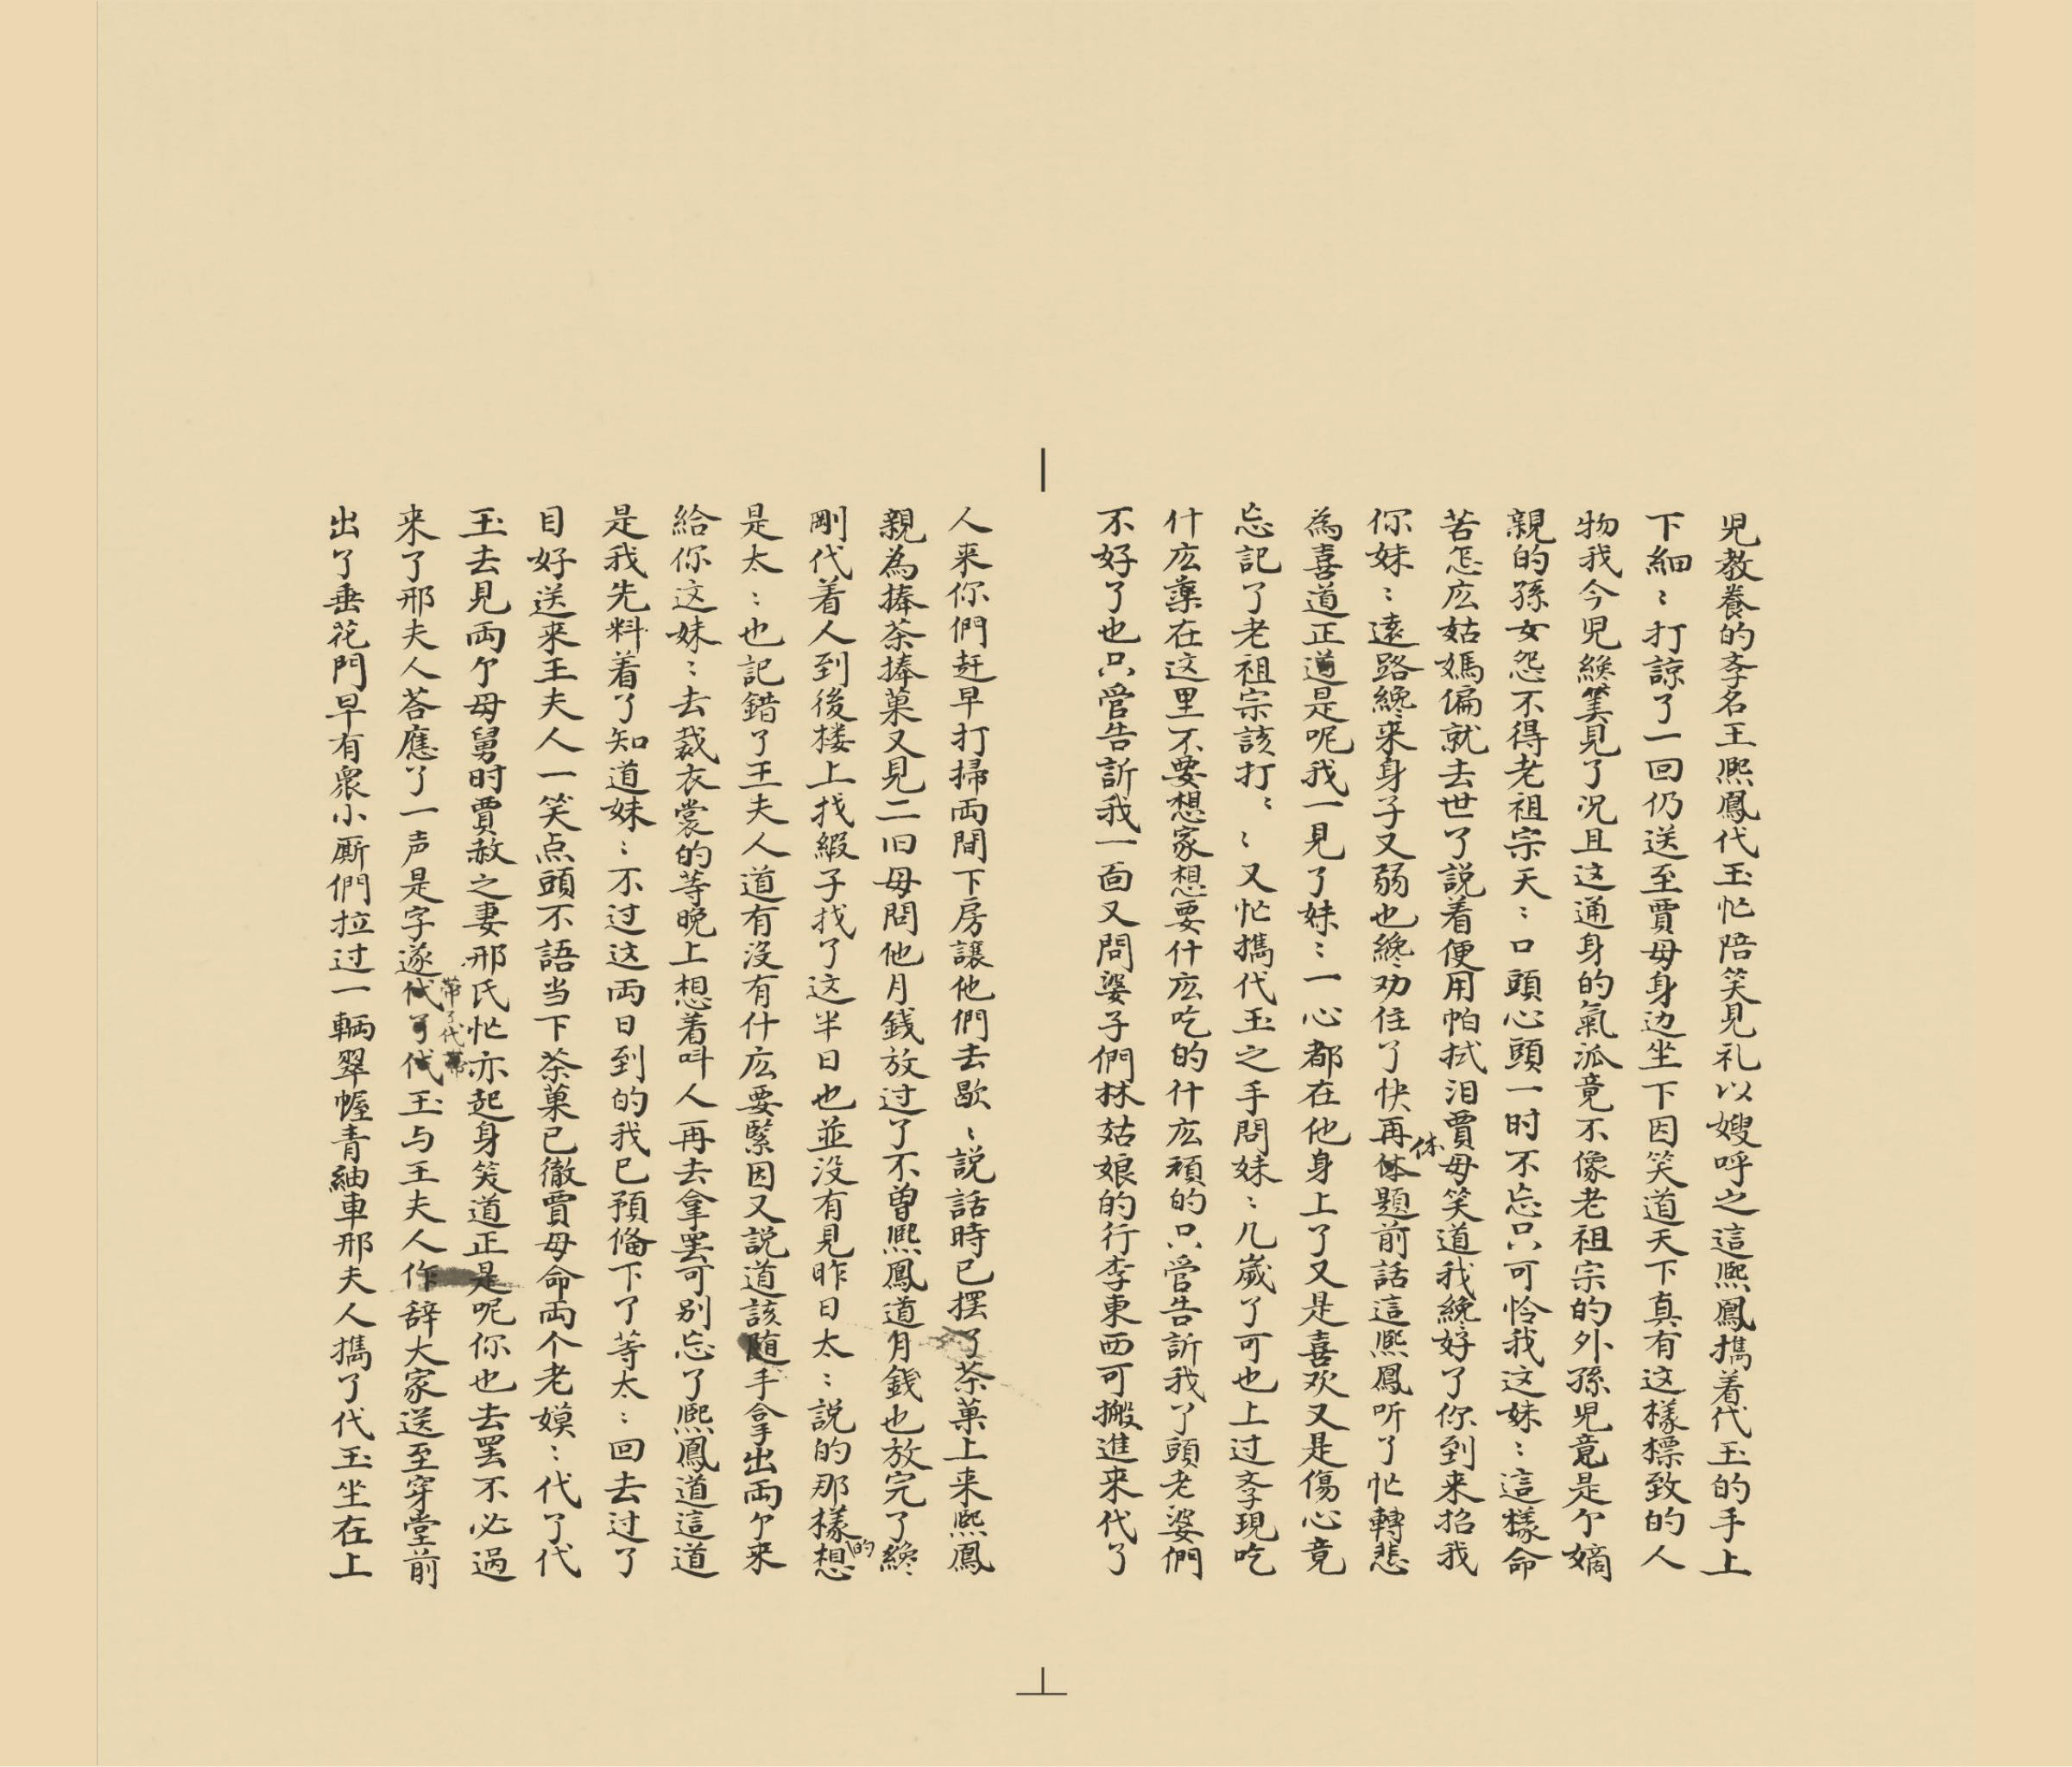 児教養的孛名王熈鳳代玉忙陪笑見礼以嫂呼之這熈鳳携着代玉的手上
下細〻打諒了一回仍送至賈母身边坐下因笑道天下真有这樣標致的人
物我今児纔筭見了况且这通身的氣泒竟不像老祖宗的外孫児竟是个嫡
親的孫女怨不得老祖宗天〻口頭心頭一时不忘只可怜我这妹〻這樣命
苦怎庅姑媽偏就去世了説着便用帕拭泪賈母笑道我纔好了你到来招我
你妹〻遠路纔来身子又弱也纔劝住了快再休題前話這熈鳳听了忙轉悲
為喜道正道是呢我一見了妹〻一心都在他身上了又是喜欢又是傷心竟
忘記了老祖宗該打〻〻又忙携代玉之手問妹〻几嵗了可也上过孛現吃
什庅藥在这里不要想家想要什庅吃的什庅頑的只管告訴我了頭老婆們
不好了也只管告訴我一面又問婆子們林姑娘的行李東西可搬進来代了
人来你們赶早打掃両間下房讓他們去歇〻説話時已摆了茶菓上来熈鳳
親為捧茶捧菓又見二旧母問他月銭放过了不曽熈鳳道月錢也放完了纔
剛代着人到後楼上找緞子找了这半日也並没有見昨日太〻説的那樣的想
是太〻也記錯了王夫人道有没有什庅要緊因又説道該随手拿出両个来
給你这妹〻去裁衣裳的等晚上想着叫人再去拿罢可别忘了熈鳳道這道
是我先料着了知道妹〻不过这両日到的我已預俻下了等太〻回去过了
目好送来王夫人一笑点頭不語当下茶菓已徹賈母命両个老嫫〻代了代
玉去見両个母舅时賈赦之妻邢氏忙亦起身笑道正是呢你也去罢不必過
来了邢夫人荅應了一声是字遂带了代玉与王夫人作辞大家送至穿堂前
出了垂花門早有衆小厮們拉过一輌翠幄青紬車邢夫人携了代玉坐在上